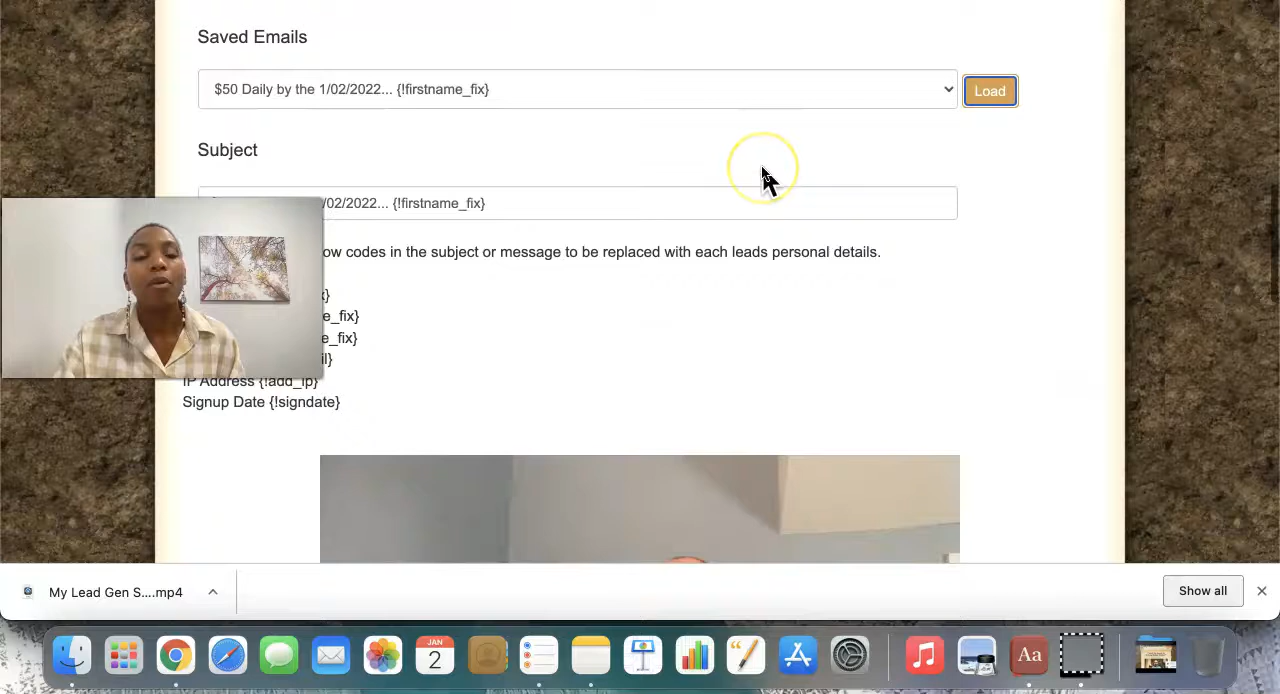 Saved Emails
$50 Daily by the 1/02/2022... {!firstname_fix}
Load
Subject
/02/2022... {!firstname_fix}
ow codes in the subject or message to be replaced with each leads personal details.
x}
e_fix}
e_fix}
il}
IP Address {!add_ip}
Signup Date {!signdate}
My Lead Gen S....mp4
Show all
JAN
2
Aa